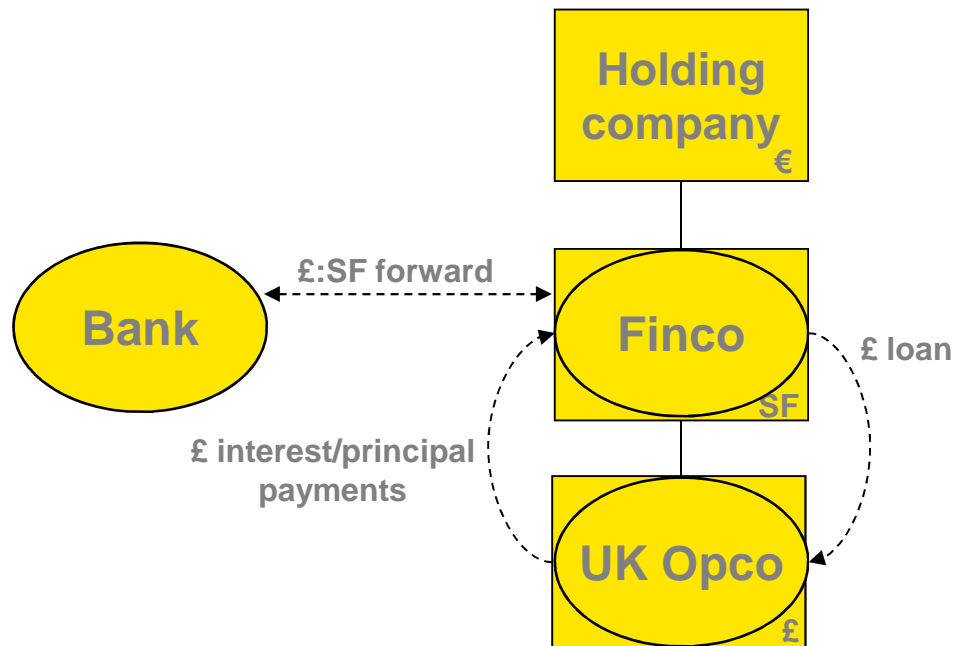 Holding
company
€
£:SF forward
Bank
Finco
SF
£ loan
£ interest/principal
payments
UK Opco
£